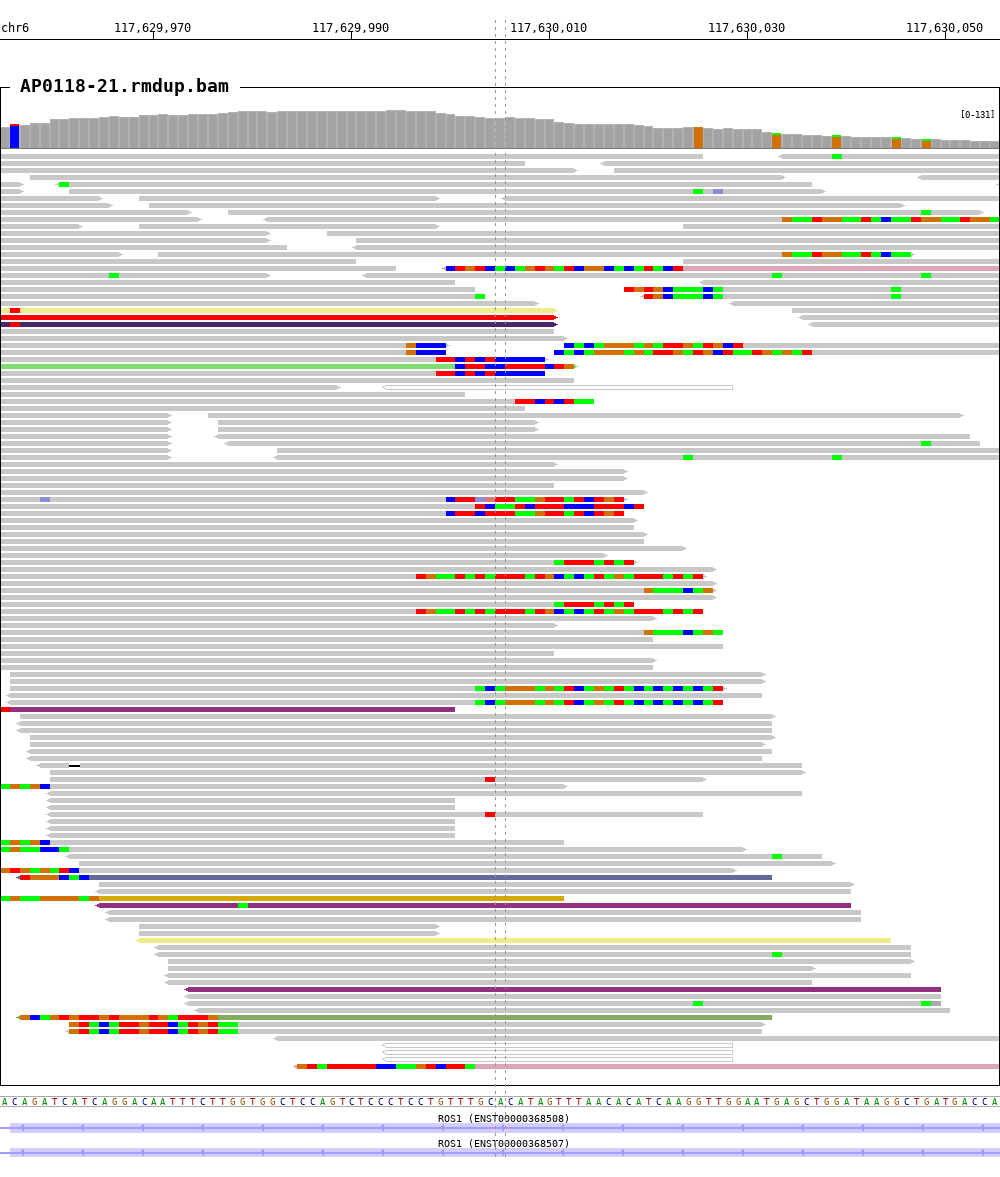 chr6 117,629,970 117,629,990 117,630,010 117,630,030 117,630,050
AP0118-21.rmdup.bam
[0-131]
A C A G A T C A T C A G G A C A A T T T C T T G G T G G C T C C A G T C T C C C T C C T G T T T G C A C A T A G T T T A A C A C A T C A A G G T T G G A A T G A G C T G G A T A A G G C T G A T G A C C A
ROS1 (ENST00000368508)
ROS1 (ENST00000368507)